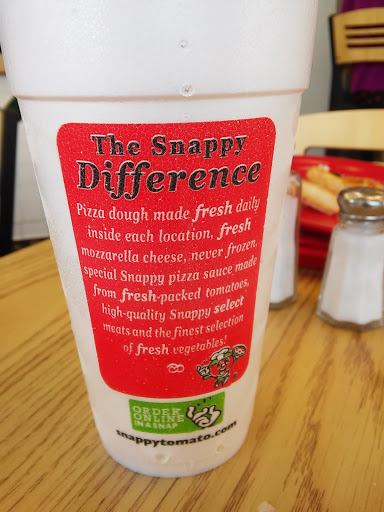 The Snappy
Difference
Pizza dough made fresh daily
inside each location, fresh
mozzarella cheese, never frozen,
special Snappy pizza sauce made
from fresh-packed tomatoes,
high-quality Snappy select
meats and the finest selection
of fresh vegetables!
ORDER
ONLINE
IN A SNAP
snappytomato.com